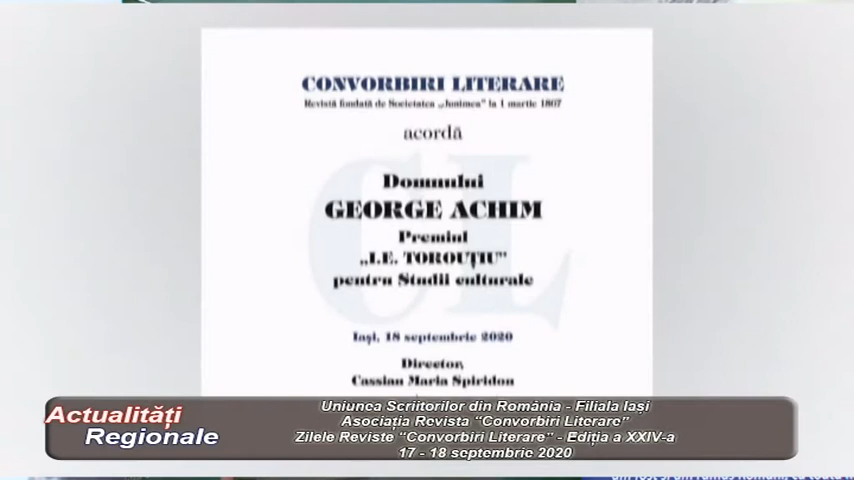 CONVORBIRI LITERARE
Revistă fondată de Societatea „Junimea” la 1 martie 1867
acordă
Domnului
GEORGE ACHIM
Premiul
„I.E. TOROUȚIU”
pentru Studii culturale
Iași, 18 septembrie 2020
Director,
Cassian Maria Spiridon
CL
Actualități
Regionale
Uniunea Scriitorilor din România - Filiala Iași
Asociația Revista “Convorbiri Literare”
Zilele Reviste “Convorbiri Literare” - Ediția a XXIV-a
17 - 18 septembrie 2020